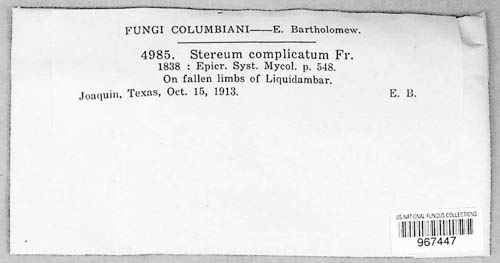 FUNGI COLUMBIANI—E. Bartholomew.
4985. Stereum complicatum Fr.
1838 : Epicr. Syst. Mycol. p. 548.
On fallen limbs of Liquidambar.
Joaquin, Texas, Oct. 15, 1913. E. B.
US NATIONAL FUNGUS COLLECTIONS
967447